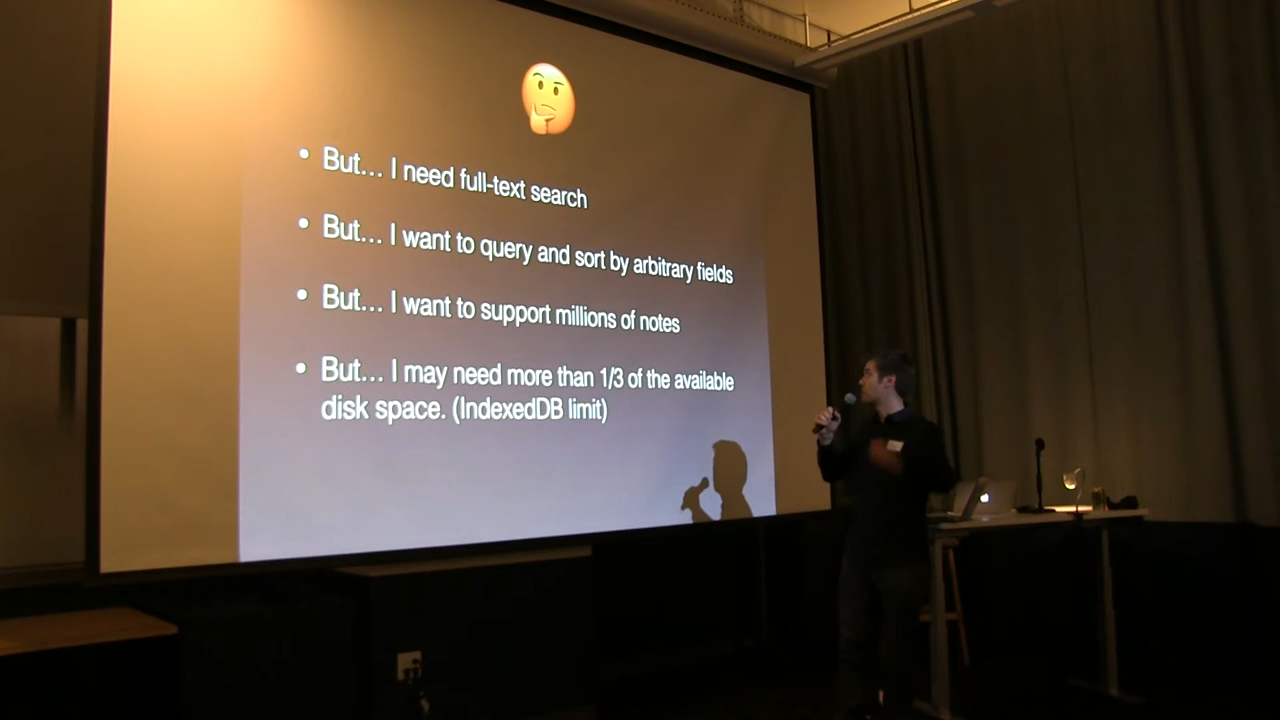 • But... I need full-text search
• But... I want to query and sort by arbitrary fields
• But... I want to support millions of notes
• But... I may need more than 1/3 of the available
disk space. (IndexedDB limit)